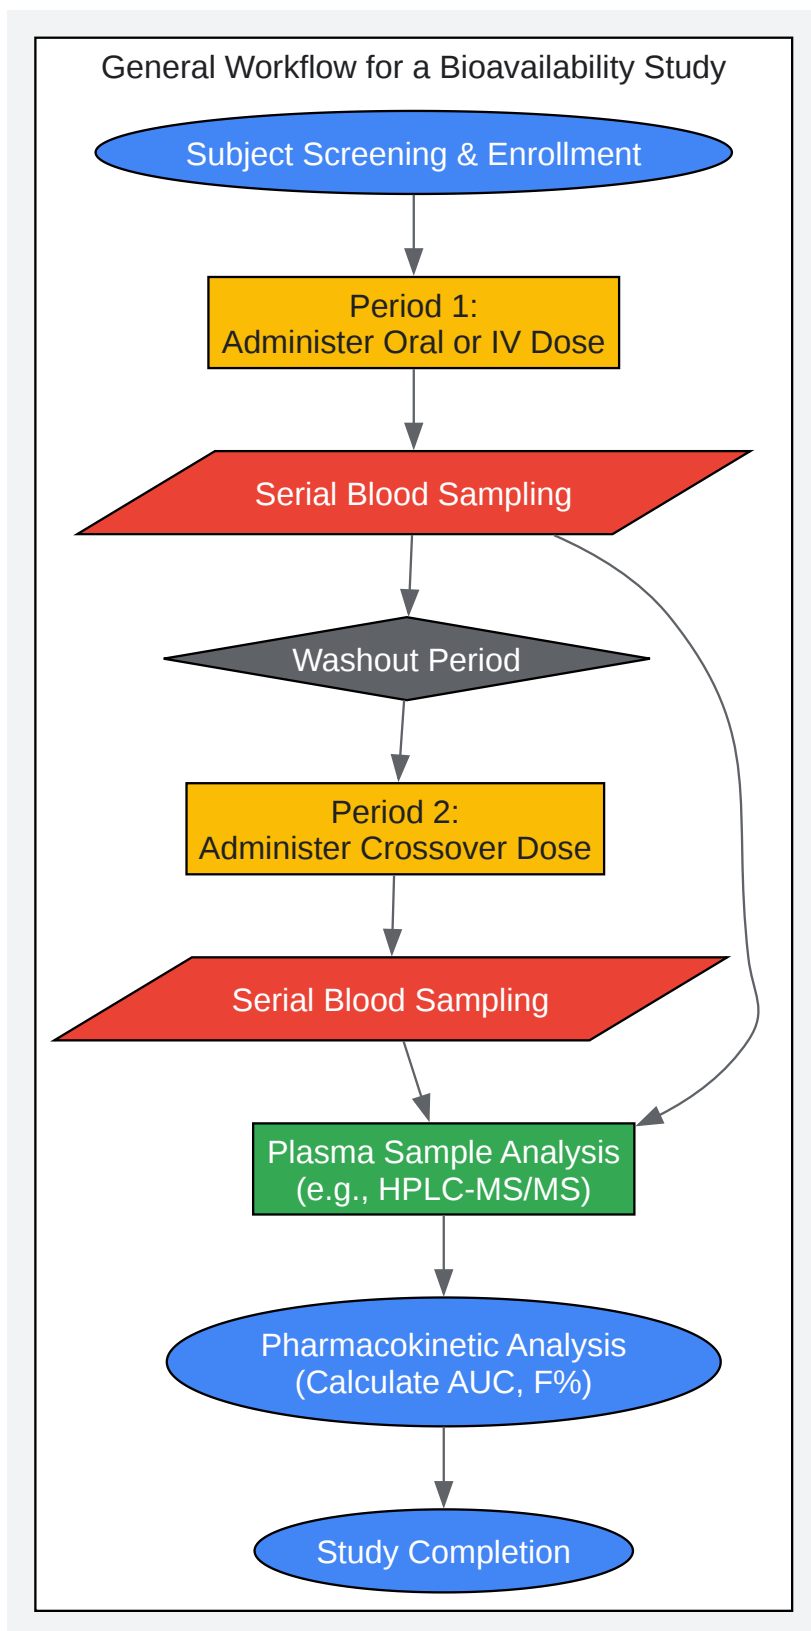 General Workflow for a Bioavailability Study
Subject Screening & Enrollment
Period 1:
Administer Oral or IV Dose
Serial Blood Sampling
Washout Period
Period 2:
Administer Crossover Dose
Serial Blood Sampling
Plasma Sample Analysis
(e.g., HPLC-MS/MS)
Pharmacokinetic Analysis
(Calculate AUC, F%)
Study Completion